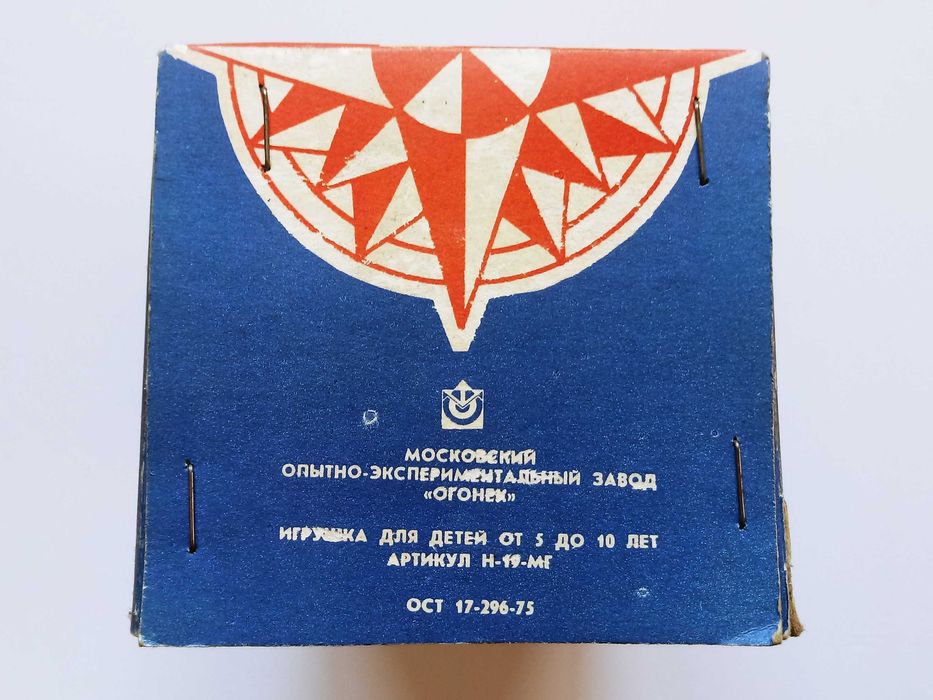 МОСКОВСКИЙ
ОПЫТНО-ЭКСПЕРИМЕНТАЛЬНЫЙ ЗАВОД
«ОГОНЕК»
ИГРУШКА ДЛЯ ДЕТЕЙ ОТ 5 ДО 10 ЛЕТ
АРТИКУЛ Н-19-МГ
ОСТ 17-296-75